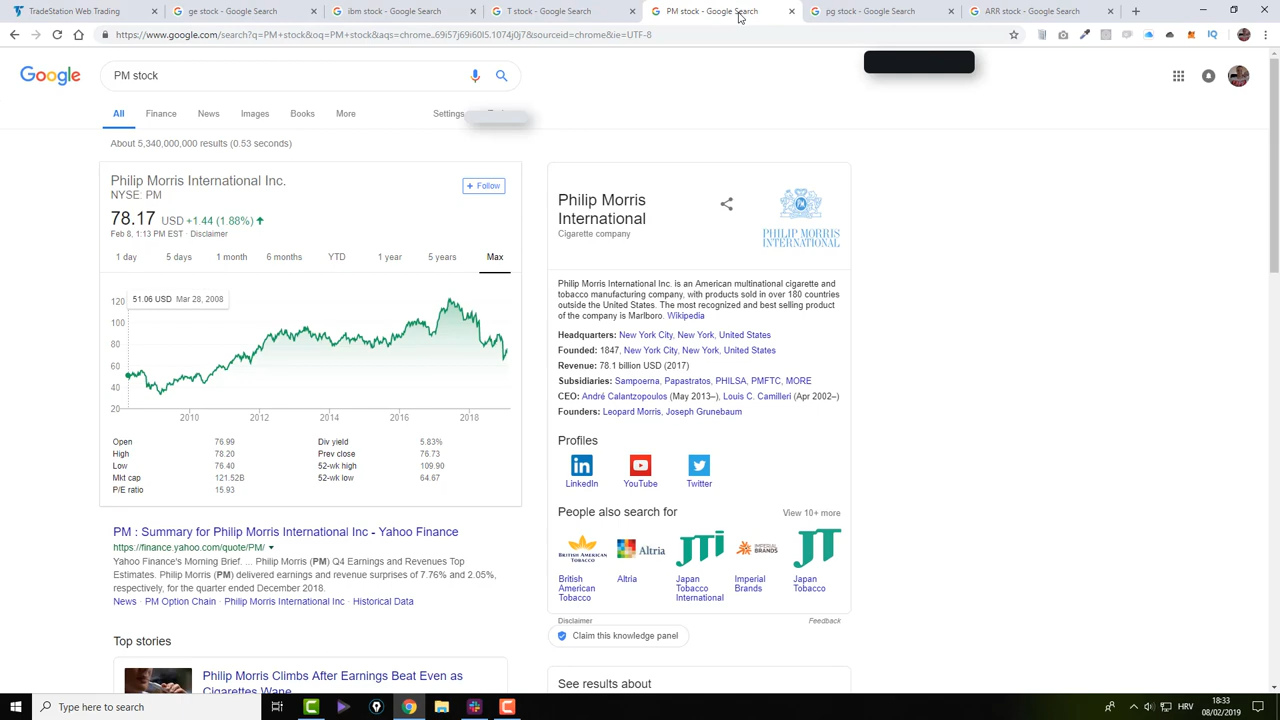 TradeStation Web Trading
ge stock - Google Search
ibm stock - Google Search
T stock - Google Search
PM stock - Google Search
pg stock - Google Search
ARR stock - Google Search
https://www.google.com/search?q=PM+stock&oq=PM+stock&aqs=chrome..69i57j69i60l5.1374j0j7&sourceid=chrome&ie=UTF-8
Google
PM stock
All
Finance
News
Images
Books
More
Settings
About 5,340,000,000 results (0.53 seconds)
Philip Morris International Inc.
NYSE: PM
+ Follow
78.17 USD +1.44 (1.88%)
Feb 8, 1:13 PM EST · Disclaimer
1 day
5 days
1 month
6 months
YTD
1 year
5 years
Max
51.06 USD Mar 28, 2008
120
100
80
60
40
20
2010
2012
2014
2016
2018
Open 76.99 Div yield 5.83%
High 78.20 Prev close 76.73
Low 76.40 52-wk high 109.90
Mkt cap 121.52B 52-wk low 64.67
P/E ratio 15.93
PM : Summary for Philip Morris International Inc - Yahoo Finance
https://finance.yahoo.com/quote/PM/
Yahoo Finance's Morning Brief. ... Philip Morris (PM) Q4 Earnings and Revenues Top
Estimates. Philip Morris (PM) delivered earnings and revenue surprises of 7.76% and 2.05%,
respectively, for the quarter ended December 2018.
News · PM Option Chain · Philip Morris International Inc · Historical Data
Top stories
Philip Morris Climbs After Earnings Beat Even as
Cigarettes Wane
Philip Morris
International
Cigarette company
PM
PHILIP MORRIS
INTERNATIONAL
Philip Morris International Inc. is an American multinational cigarette and
tobacco manufacturing company, with products sold in over 180 countries
outside the United States. The most recognized and best selling product
of the company is Marlboro. Wikipedia
Headquarters: New York City, New York, United States
Founded: 1847, New York City, New York, United States
Revenue: 78.1 billion USD (2017)
Subsidiaries: Sampoerna, Papastratos, PHILSA, PMFTC, MORE
CEO: André Calantzopoulos (May 2013–), Louis C. Camilleri (Apr 2002–)
Founders: Leopard Morris, Joseph Grunebaum
Profiles
LinkedIn
YouTube
Twitter
People also search for
View 10+ more
BRITISH AMERICAN
TOBACCO
Altria
JTi
IMPERIAL
BRANDS
JT
British
American
Tobacco
Altria
Japan
Tobacco
International
Imperial
Brands
Japan
Tobacco
Disclaimer
Feedback
Claim this knowledge panel
See results about
Type here to search
HRV
18:33
08/02/2019